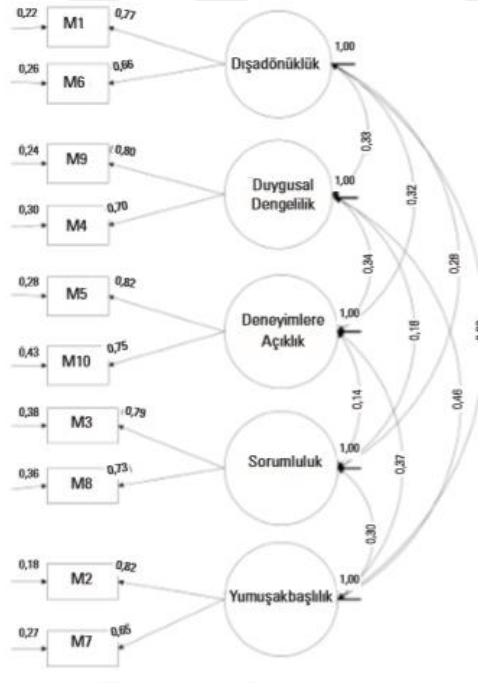 0,22
M1
0,77
0,26
M6
0,66
Dışadönüklük
1,00
0,24
M9
0,80
0,30
M4
0,70
Duygusal
Dengelilik
1,00
0,28
M5
0,82
0,43
M10
0,75
Deneyimlere
Açıklık
1,00
0,38
M3
0,79
0,36
M8
0,73
Sorumluluk
1,00
0,18
M2
0,82
0,27
M7
0,65
Yumuşakbaşlılık
1,00
0,33
0,32
0,28
0,34
0,18
0,46
0,14
0,37
0,30